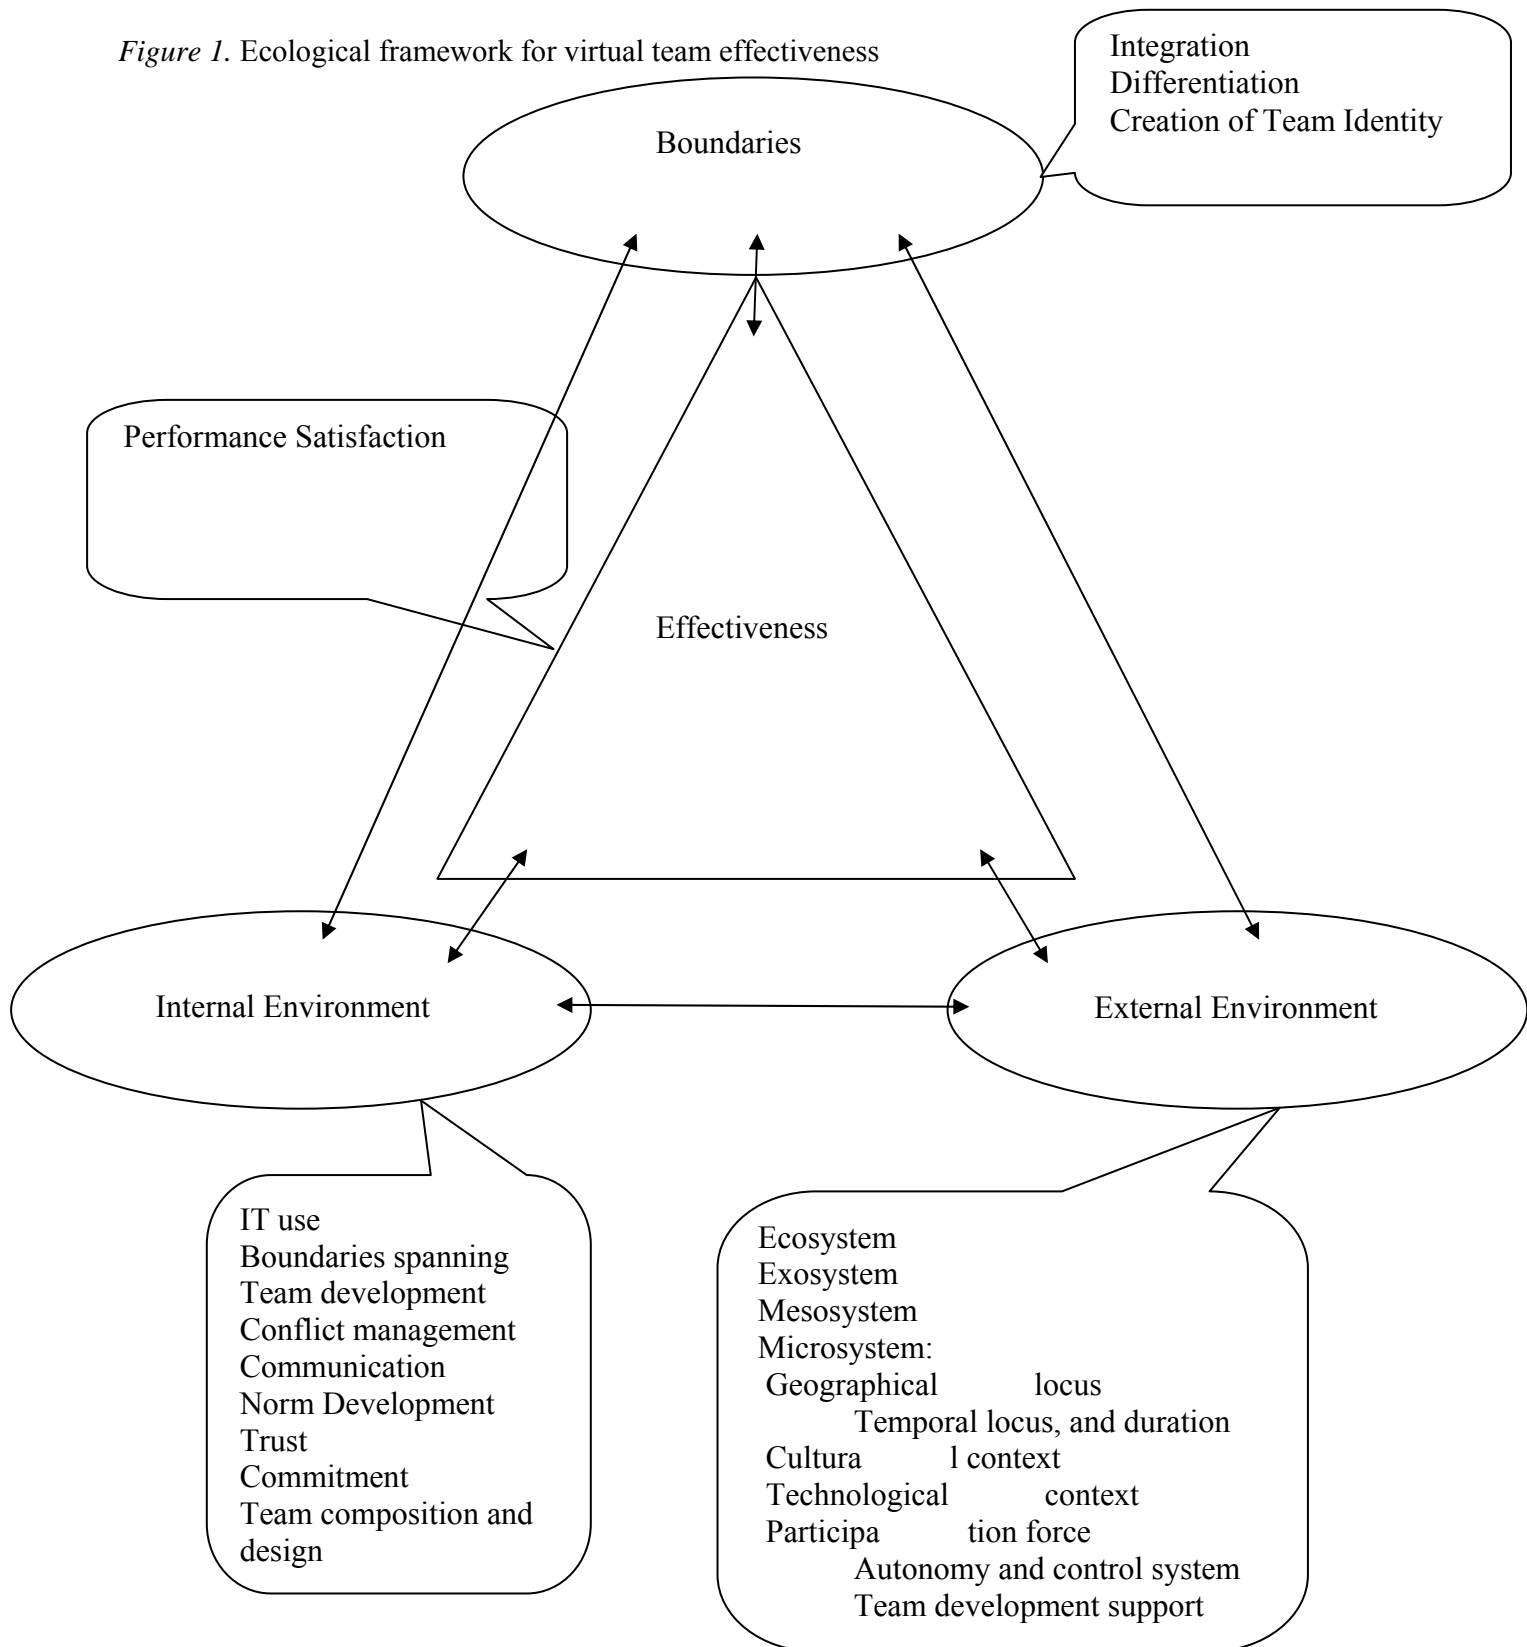 Figure 1. Ecological framework for virtual team effectiveness
Integration
Differentiation
Creation of Team Identity
Boundaries
Performance Satisfaction
Effectiveness
Internal Environment
External Environment
IT use
Boundaries spanning
Team development
Conflict management
Communication
Norm Development
Trust
Commitment
Team composition and
design
Ecosystem
Exosystem
Mesosystem
Microsystem:
Geographical locus
Temporal locus, and duration
Cultura l context
Technological context
Participa tion force
Autonomy and control system
Team development support